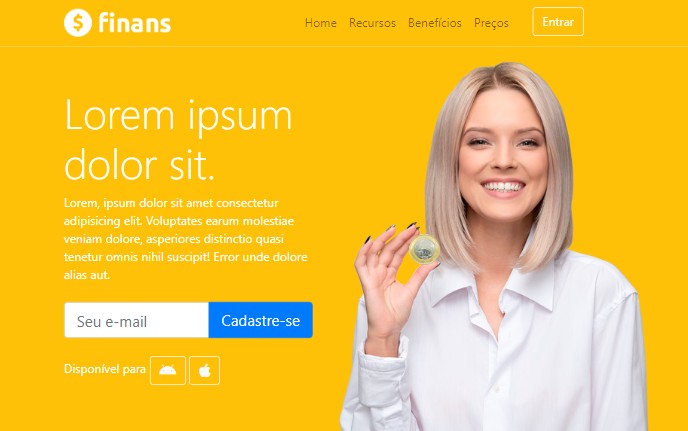 finans
Home Recursos Benefícios Preços Entrar
Lorem ipsum
dolor sit.
Lorem, ipsum dolor sit amet consectetur
adipisicing elit. Voluptates earum molestiae
veniam dolore, asperiores distinctio quasi
tenetur omnis nihil suscipit! Error unde dolore
alias aut.
Seu e-mail Cadastre-se
Disponível para